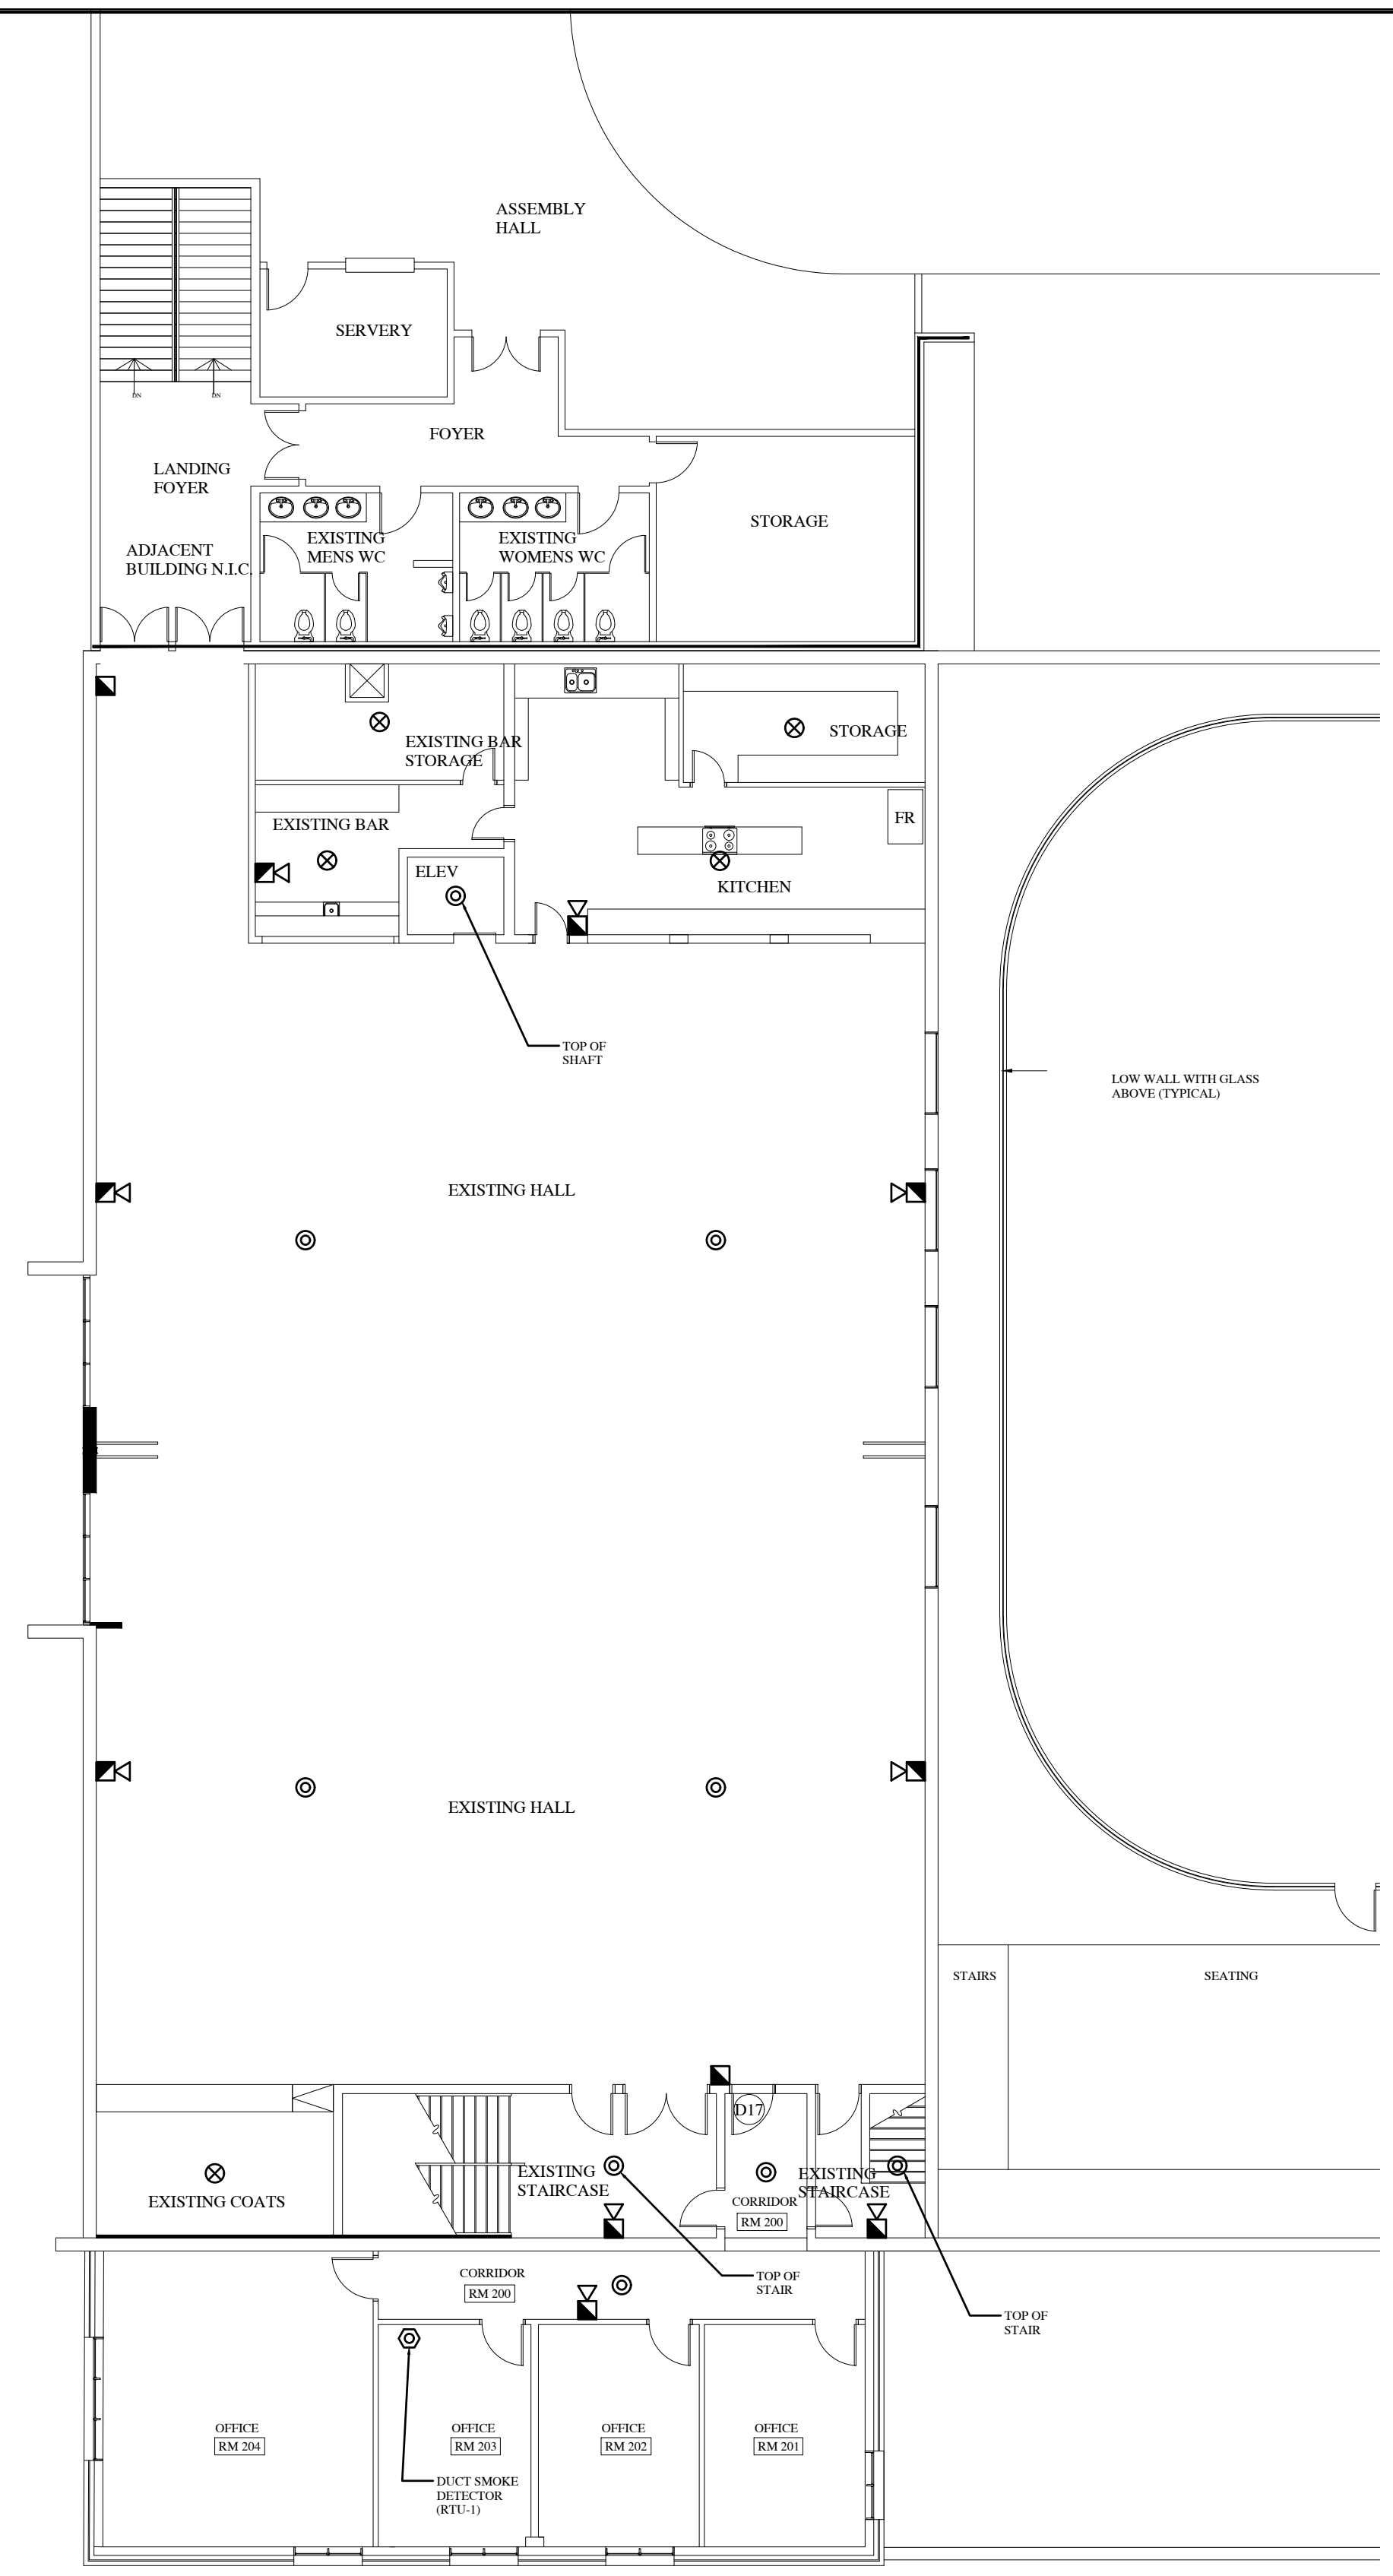 ASSEMBLY
HALL
SERVERY
DN
DN
FOYER
LANDING
FOYER
STORAGE
EXISTING
MENS WC
EXISTING
WOMENS WC
ADJACENT
BUILDING N.I.C.
EXISTING BAR
STORAGE
STORAGE
EXISTING BAR
FR
ELEV
KITCHEN
TOP OF
SHAFT
LOW WALL WITH GLASS
ABOVE (TYPICAL)
EXISTING HALL
EXISTING HALL
STAIRS
SEATING
D17
EXISTING
STAIRCASE
EXISTING
STAIRCASE
EXISTING COATS
CORRIDOR
RM 200
CORRIDOR
RM 200
TOP OF
STAIR
TOP OF
STAIR
OFFICE
RM 204
OFFICE
RM 203
OFFICE
RM 202
OFFICE
RM 201
DUCT SMOKE
DETECTOR
(RTU-1)